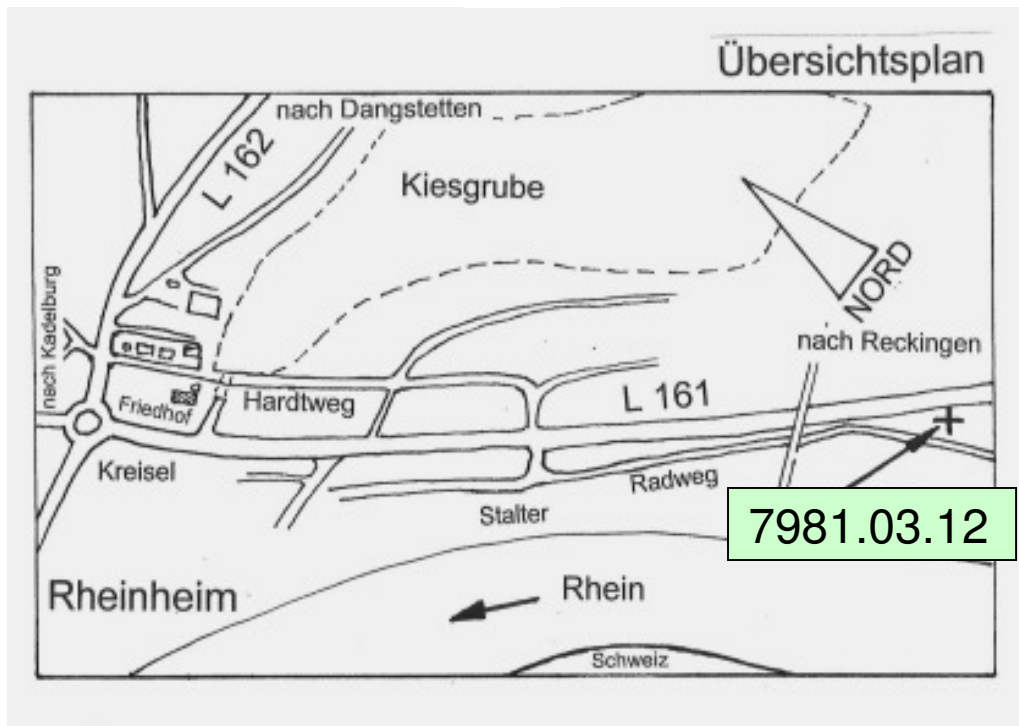 Übersichtsplan
nach Dangstetten
L 162
Kiesgrube
NORD
nach Kadelburg
nach Reckingen
Friedhof
Hardtweg
L 161
Kreisel
Radweg
Stalter
7981.03.12
Rheinheim
Rhein
Schweiz